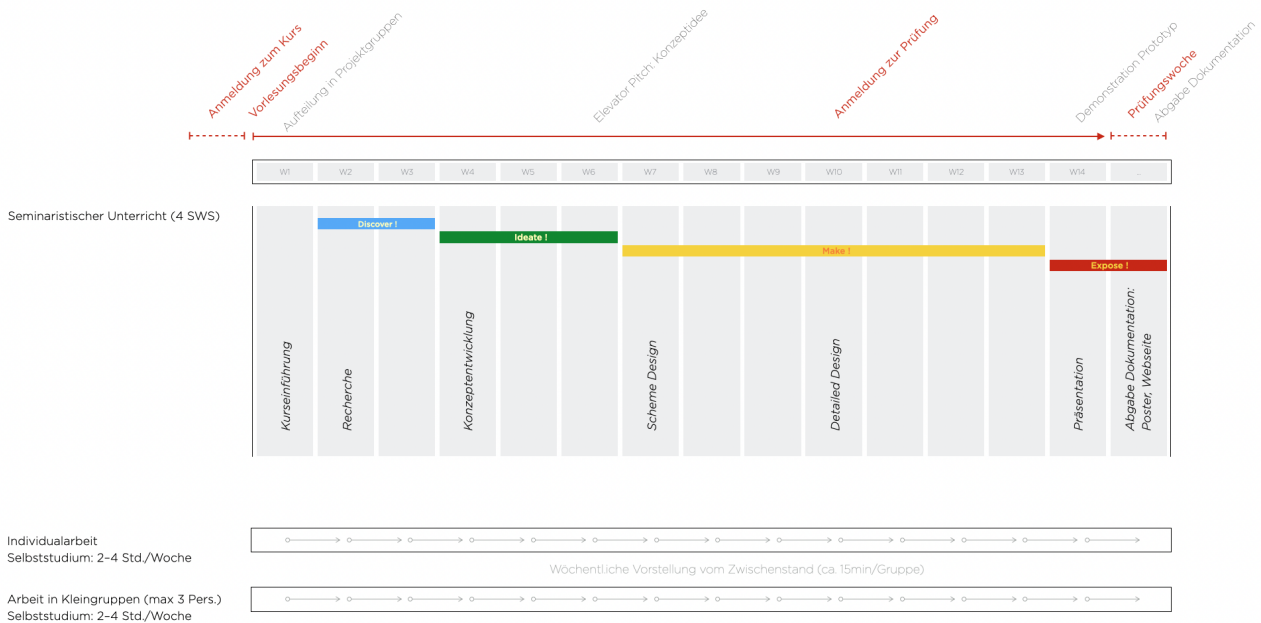 Anmeldung zum Kurs
Vorlesungsbeginn
Aufteilung in Projektgruppen
Elevator Pitch: Konzeptidee
Anmeldung zur Prüfung
Demonstration Prototyp
Prüfungswoche
Abgabe Dokumentation
W1 W2 W3 W4 W5 W6 W7 W8 W9 W10 W11 W12 W13 W14 ..
Seminaristischer Unterricht (4 SWS)
Discover !
Ideate !
Make !
Expose !
Kurseinführung
Recherche
Konzeptentwicklung
Scheme Design
Detailed Design
Präsentation
Abgabe Dokumentation:
Poster, Webseite
Individualarbeit
Selbststudium: 2–4 Std./Woche
Wöchentliche Vorstellung vom Zwischenstand (ca. 15min/Gruppe)
Arbeit in Kleingruppen (max 3 Pers.)
Selbststudium: 2–4 Std./Woche